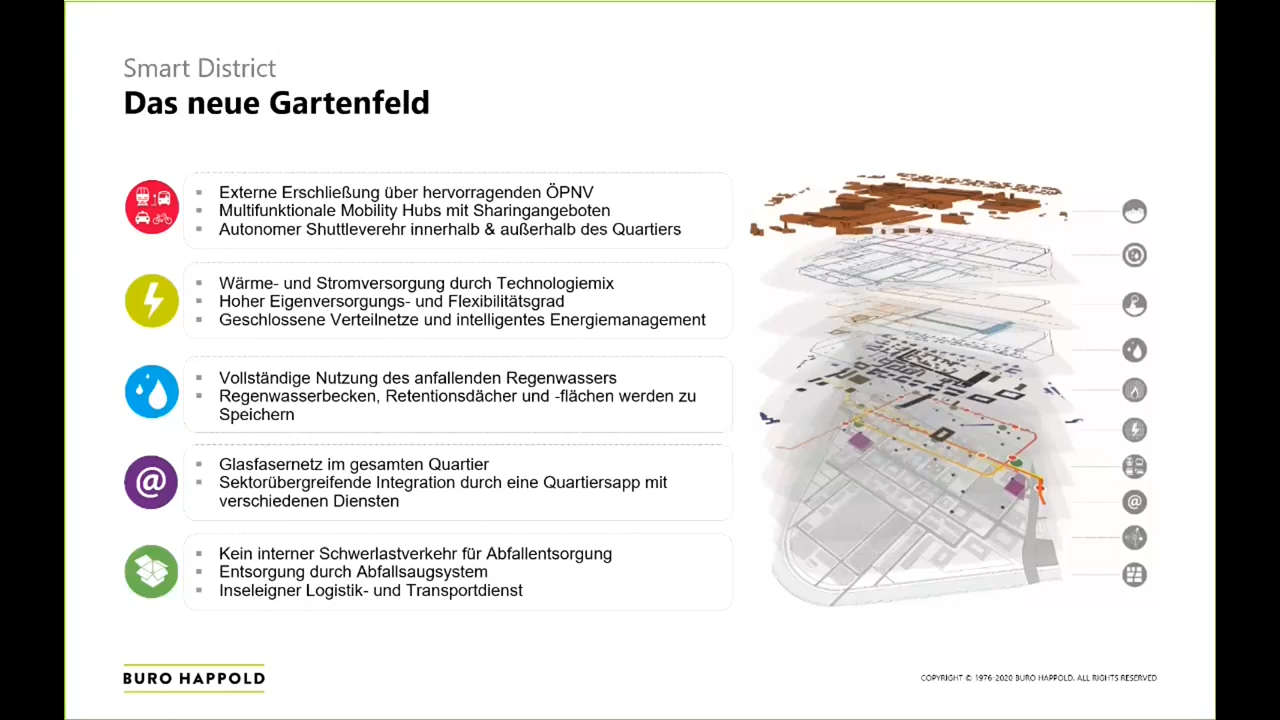 Smart District
Das neue Gartenfeld
Externe Erschließung über hervorragenden ÖPNV
Multifunktionale Mobility Hubs mit Sharingangeboten
Autonomer Shuttleverehr innerhalb & außerhalb des Quartiers
Wärme- und Stromversorgung durch Technologiemix
Hoher Eigenversorgungs- und Flexibilitätsgrad
Geschlossene Verteilnetze und intelligentes Energiemanagement
Vollständige Nutzung des anfallenden Regenwassers
Regenwasserbecken, Retentionsdächer und -flächen werden zu
Speichern
@
Glasfasernetz im gesamten Quartier
Sektorübergreifende Integration durch eine Quartiersapp mit
verschiedenen Diensten
Kein interner Schwerlastverkehr für Abfallentsorgung
Entsorgung durch Abfallsaugsystem
Inseleigner Logistik- und Transportdienst
@
BURO HAPPOLD
COPYRIGHT © 1976-2020 BURO HAPPOLD. ALL RIGHTS RESERVED